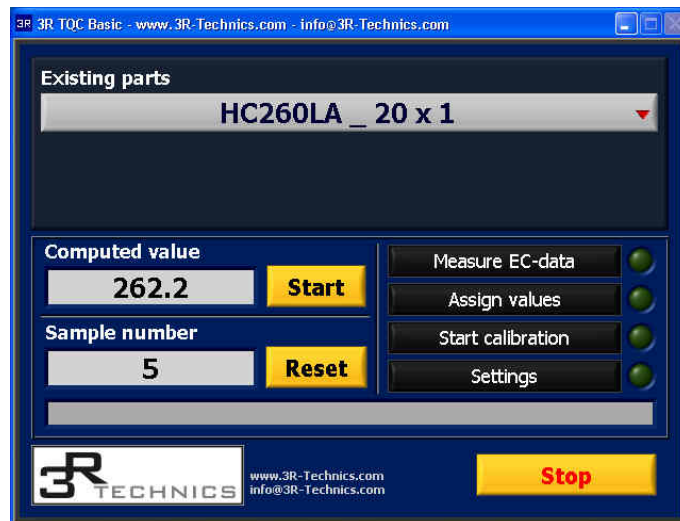 3R 3R TQC Basic - www.3R-Technics.com - info@3R-Technics.com
Existing parts
HC260LA _ 20 x 1
Computed value
262.2
Start
Sample number
5
Reset
Measure EC-data
Assign values
Start calibration
Settings
3R TECHNICS
www.3R-Technics.com
info@3R-Technics.com
Stop